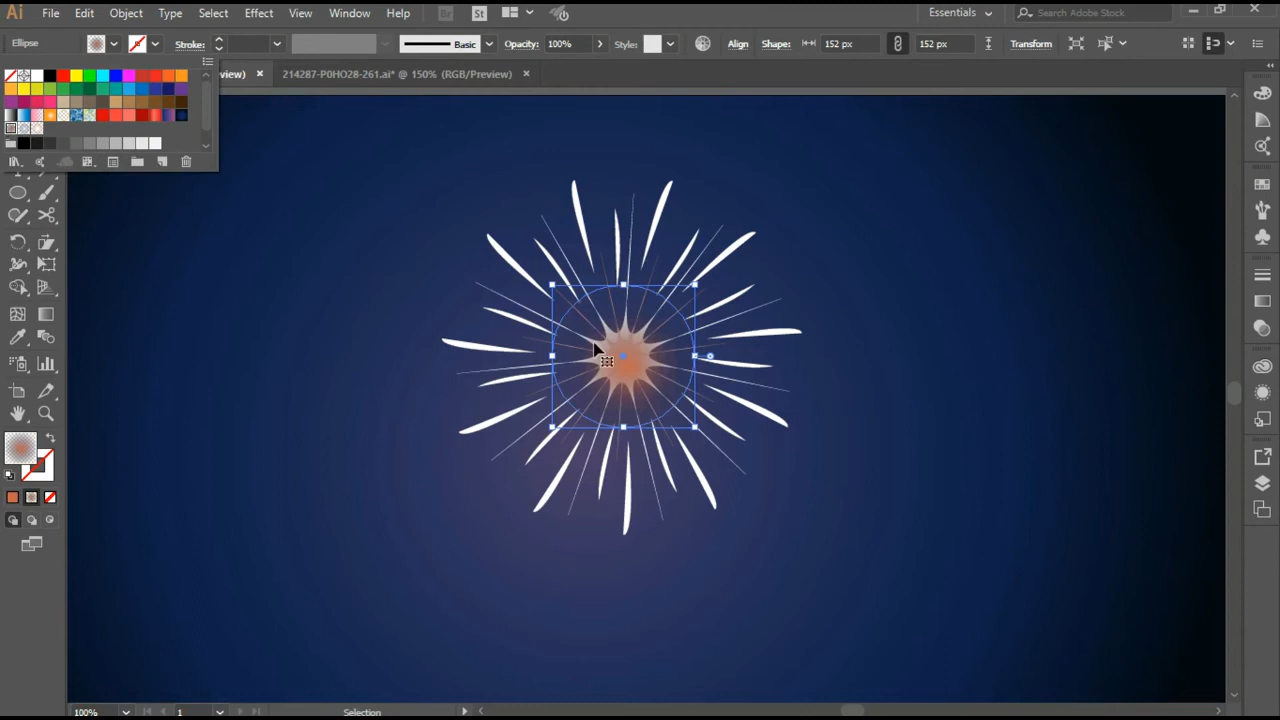 Ai File Edit Object Type Select Effect View Window Help Br St Essentials Search Adobe Stock
Ellipse Stroke: Basic Opacity: 100% Style: Align Shape: 152 px 152 px Transform
view) × 214287-P0HO28-261.ai* @ 150% (RGB/Preview) ×
100% 1 Selection